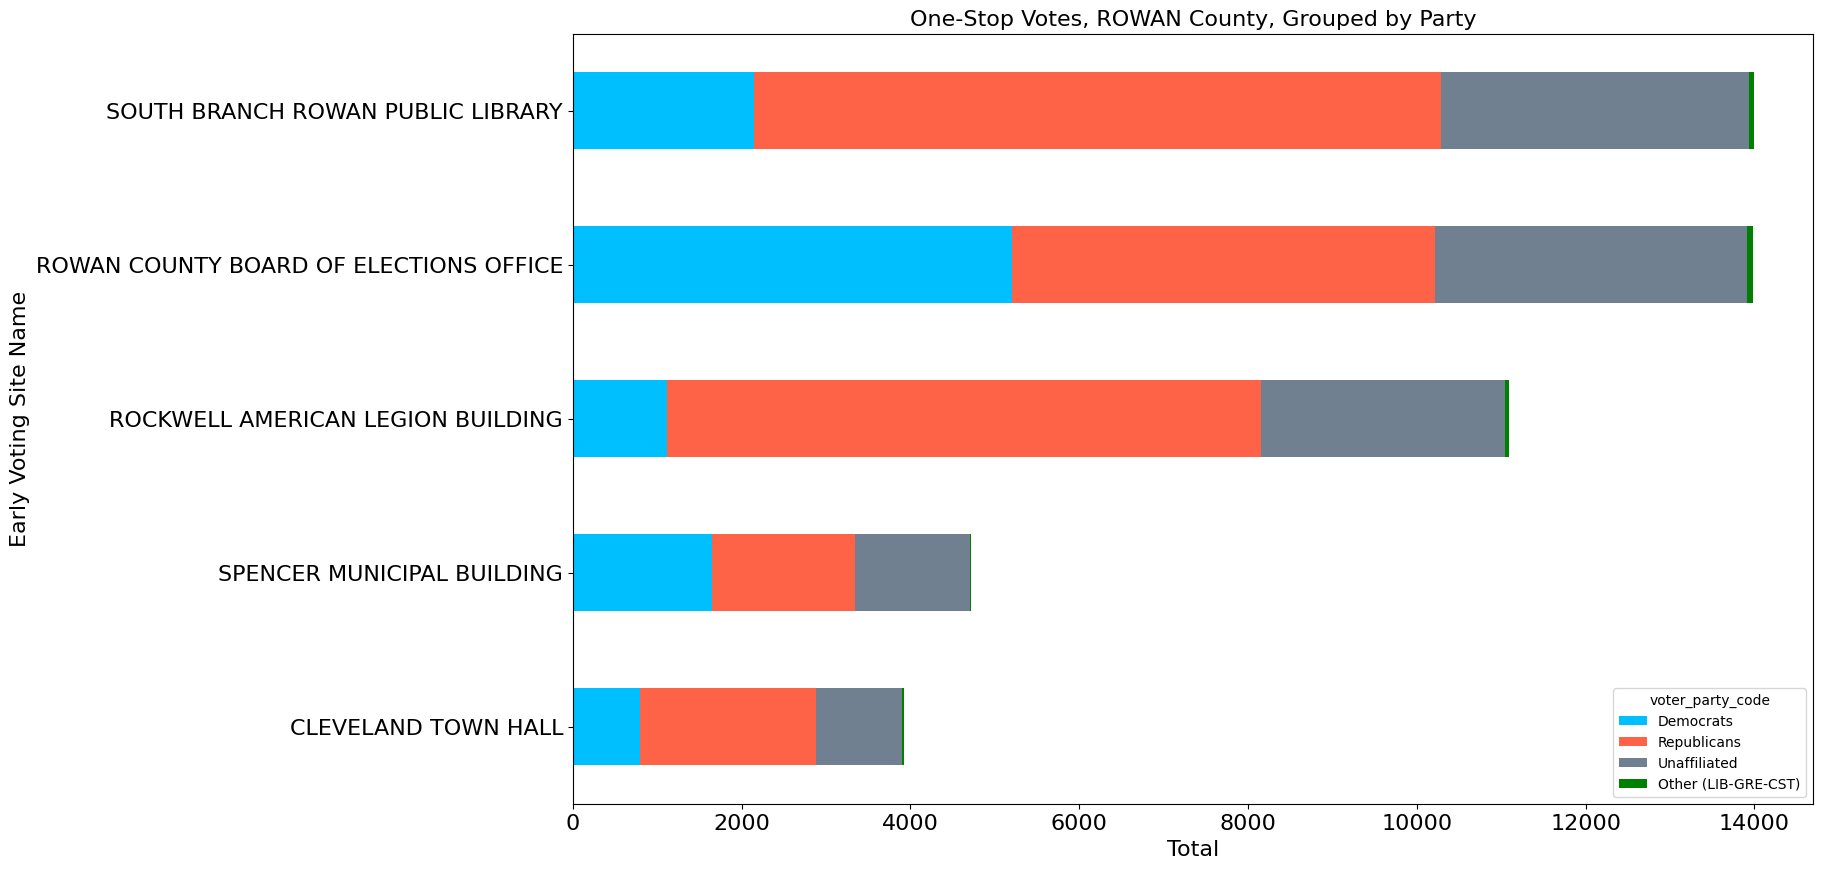 One-Stop Votes, ROWAN County, Grouped by Party
Early Voting Site Name
SOUTH BRANCH ROWAN PUBLIC LIBRARY
ROWAN COUNTY BOARD OF ELECTIONS OFFICE
ROCKWELL AMERICAN LEGION BUILDING
SPENCER MUNICIPAL BUILDING
CLEVELAND TOWN HALL
voter_party_code
Democrats
Republicans
Unaffiliated
Other (LIB-GRE-CST)
0 2000 4000 6000 8000 10000 12000 14000
Total